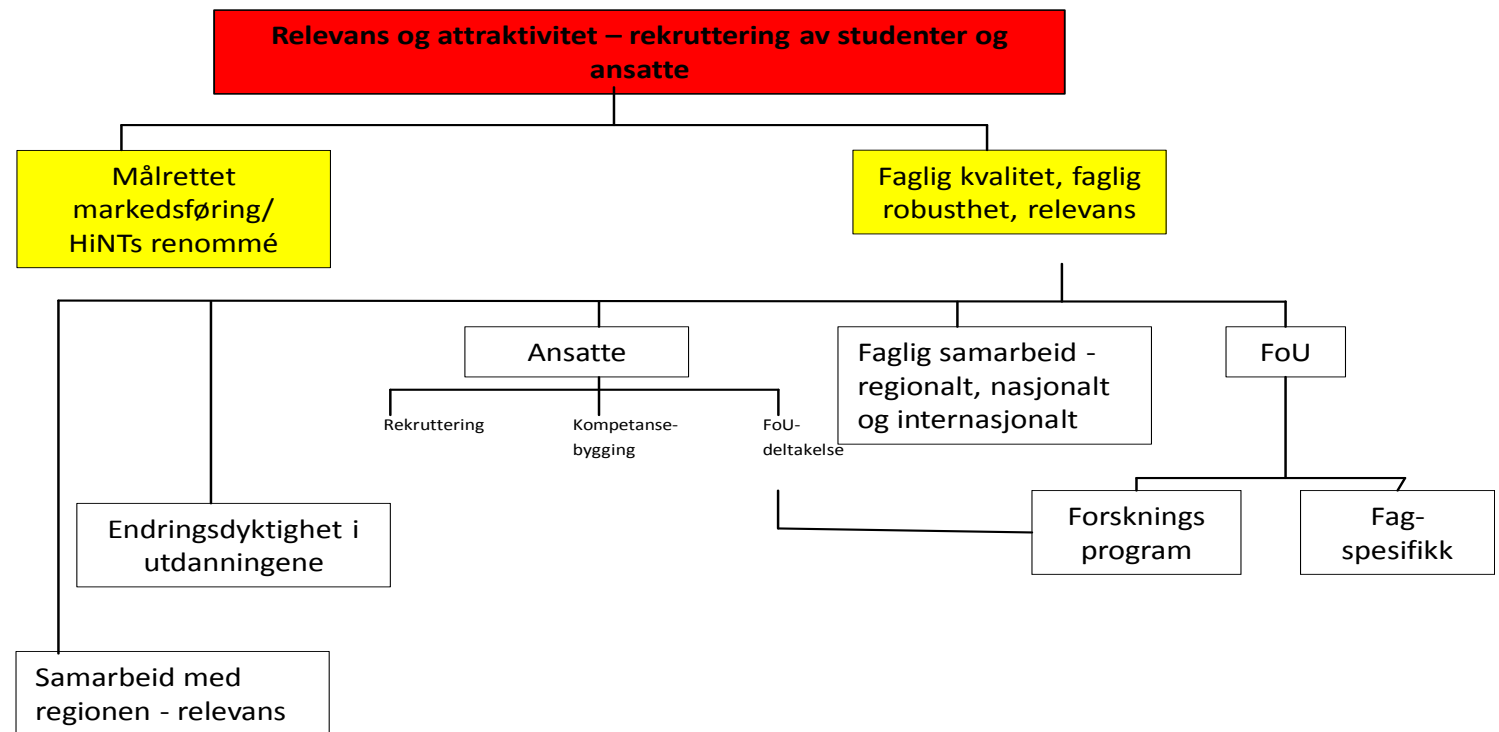 Relevans og attraktivitet – rekruttering av studenter og
ansatte
Målrettet
markedsføring/
HiNTs renommé
Faglig kvalitet, faglig
robusthet, relevans
Ansatte
Faglig samarbeid -
regionalt, nasjonalt
og internasjonalt
FoU
Rekruttering
Kompetanse-
bygging
FoU-
deltakelse
Endringsdyktighet i
utdanningene
Forsknings
program
Fag-
spesifikk
Samarbeid med
regionen - relevans